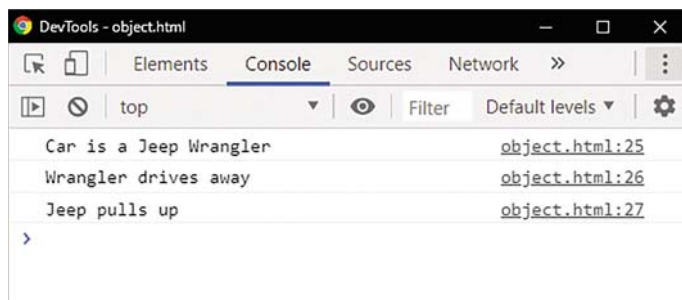 DevTools - object.html
Elements Console Sources Network »
top Filter Default levels
Car is a Jeep Wrangler object.html:25
Wrangler drives away object.html:26
Jeep pulls up object.html:27
>